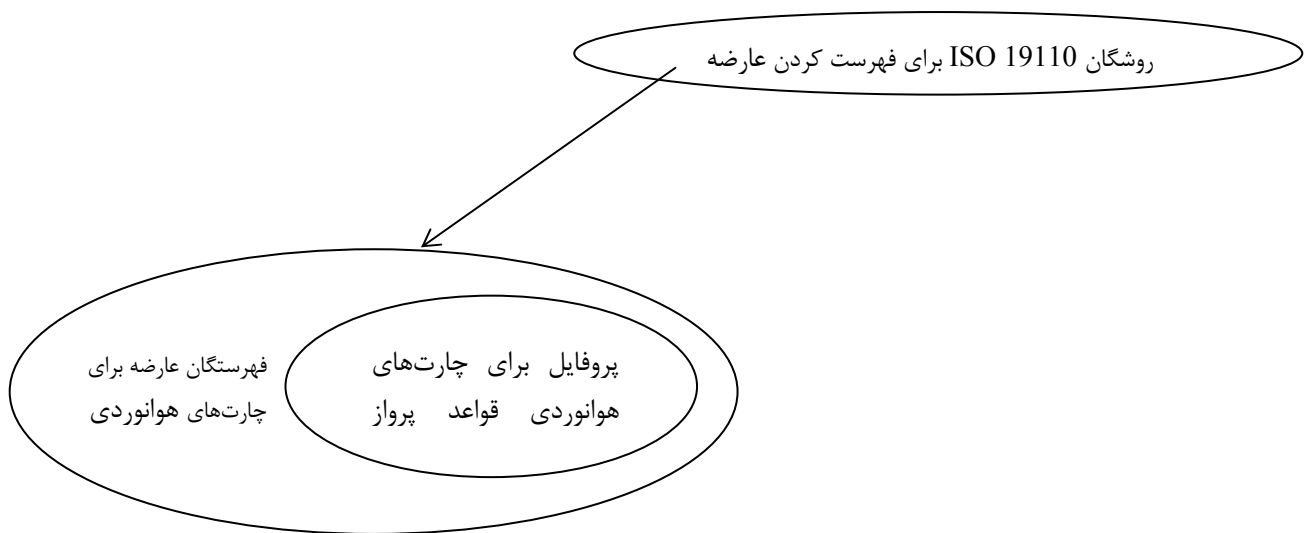 روشگان ISO 19110 برای فهرست کردن عارضه
پروفایل برای چارت‌های
هوانوردی قواعد پرواز
فهرستگان عارضه برای
چارت‌های هوانوردی